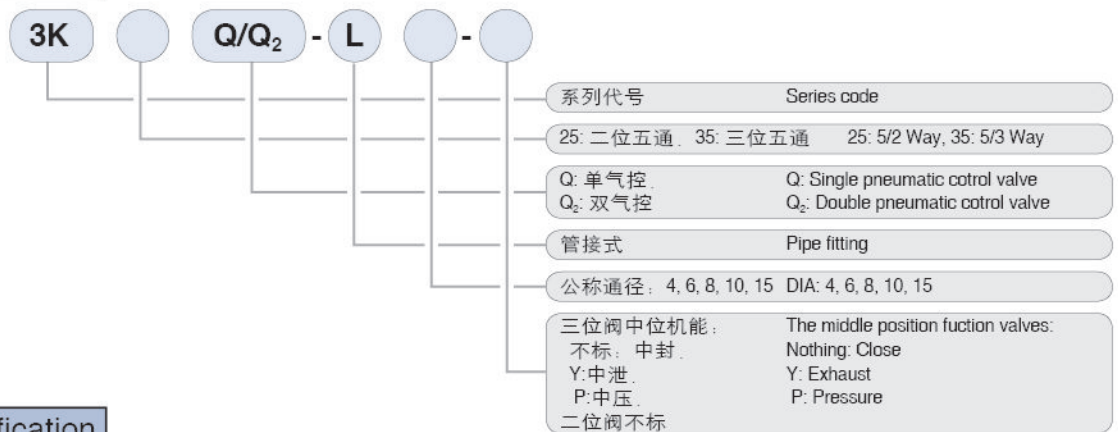 3K Q/Q₂ - L -
系列代号 Series code
25: 二位五通. 35: 三位五通 25: 5/2 Way, 35: 5/3 Way
Q: 单气控. Q: Single pneumatic cotrol valve
Q₂: 双气控 Q₂: Double pneumatic cotrol valve
管接式 Pipe fitting
公称通径: 4, 6, 8, 10, 15 DIA: 4, 6, 8, 10, 15
三位阀中位机能: The middle position fuction valves:
不标: 中封. Nothing: Close
Y:中泄. Y: Exhaust
P:中压. P: Pressure
二位阀不标
fication